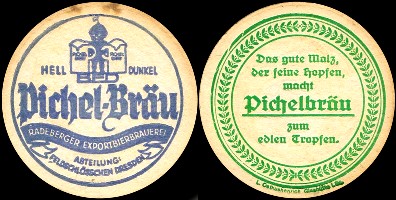 HELL DUNKEL
Pichel-Bräu
RADEBERGER EXPORTBIERBRAUEREI
ABTEILUNG:
FELDSCHLÖSSCHEN DRESDEN
Das gute Malz,
der feine Hopfen,
macht
Pichelbräu
zum
edlen Tropfen.